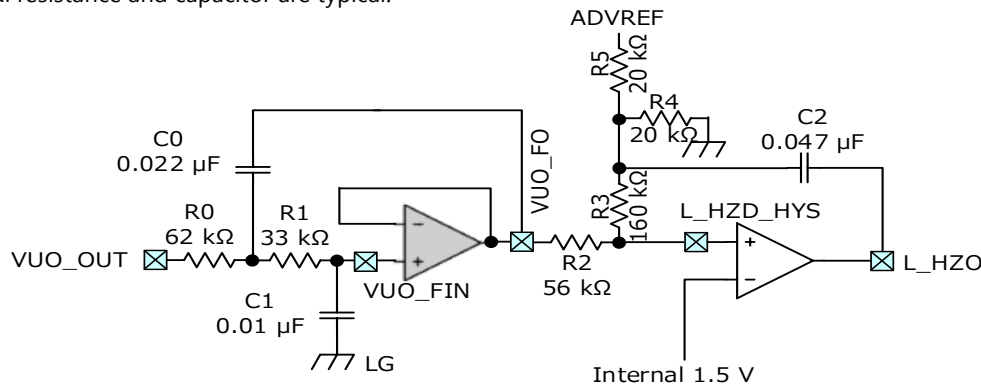 al resistance and capacitor are typical.
ADVREF
R5
20 kΩ
R4
20 kΩ
C2
0.047 µF
C0
0.022 µF
VUO_FO
R3
160 kΩ
L_HZD_HYS
R0
62 kΩ
R1
33 kΩ
−
+
+
−
VUO_OUT
VUO_FIN
R2
56 kΩ
L_HZO
C1
0.01 µF
LG
Internal 1.5 V